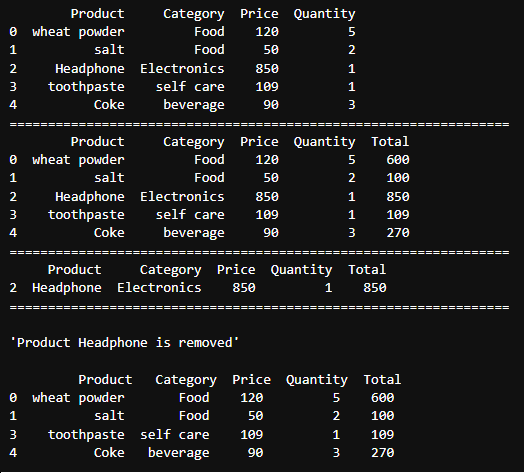 Product Category Price Quantity
0 wheat powder Food 120 5
1 salt Food 50 2
2 Headphone Electronics 850 1
3 toothpaste self care 109 1
4 Coke beverage 90 3
=================================================================
Product Category Price Quantity Total
0 wheat powder Food 120 5 600
1 salt Food 50 2 100
2 Headphone Electronics 850 1 850
3 toothpaste self care 109 1 109
4 Coke beverage 90 3 270
=================================================================
Product Category Price Quantity Total
2 Headphone Electronics 850 1 850
=================================================================
'Product Headphone is removed'
Product Category Price Quantity Total
0 wheat powder Food 120 5 600
1 salt Food 50 2 100
3 toothpaste self care 109 1 109
4 Coke beverage 90 3 270